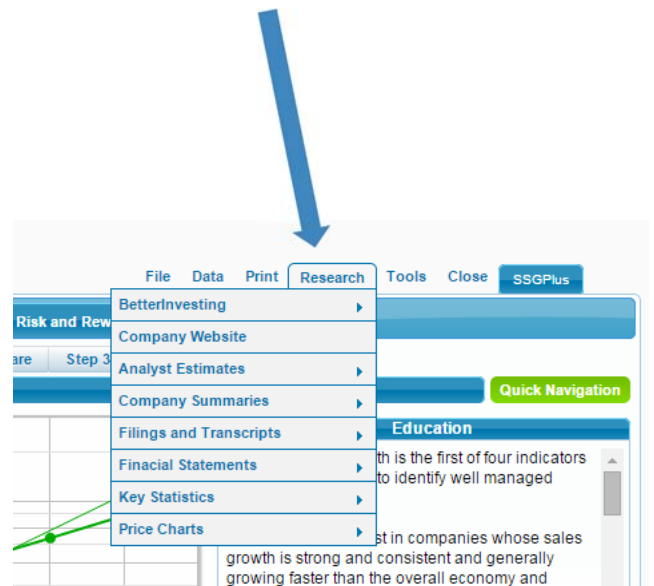 File Data Print Research Tools Close SSGPlus
BetterInvesting
Risk and Rew
Company Website
are Step 3
Analyst Estimates
Company Summaries
Quick Navigation
Filings and Transcripts
Education
Finacial Statements
th is the first of four indicators
to identify well managed
Key Statistics
Price Charts
st in companies whose sales
growth is strong and consistent and generally
growing faster than the overall economy and